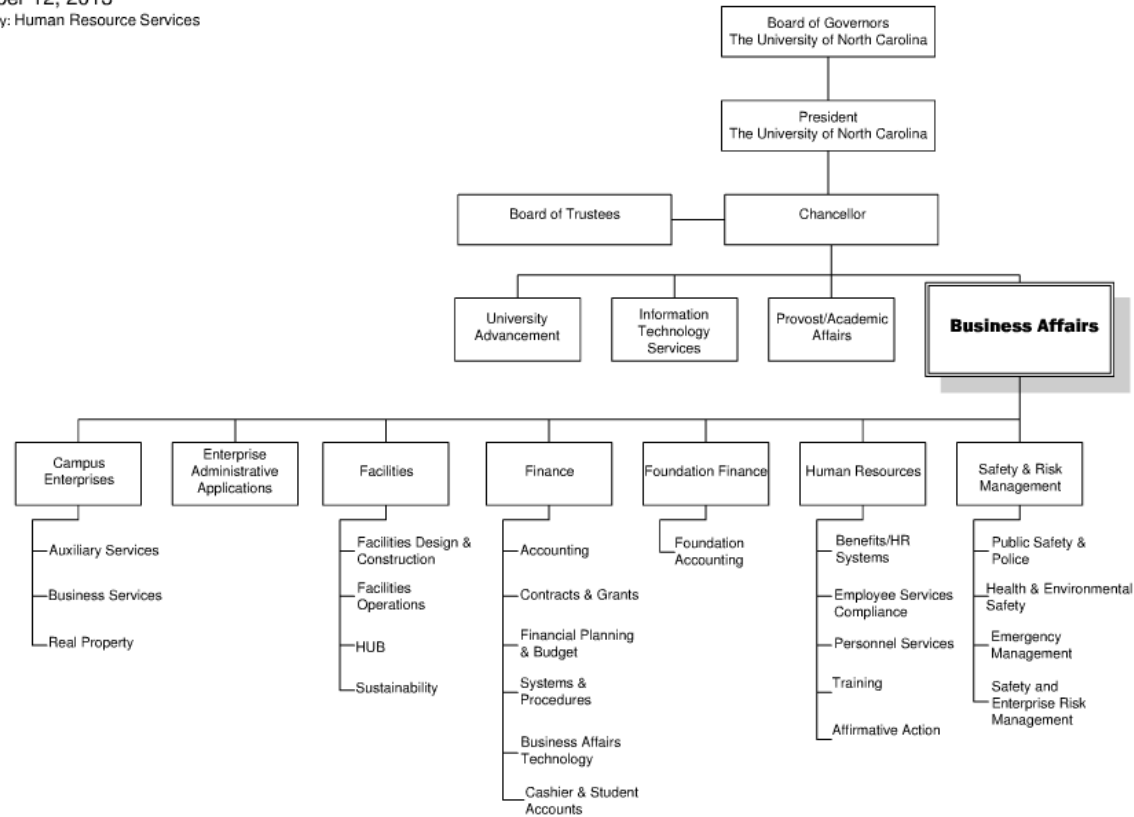 12, 2013
Human Resource Services
Board of Governors
The University of North Carolina
President
The University of North Carolina
Board of Trustees
Chancellor
University
Advancement
Information
Technology
Services
Provost/Academic
Affairs
Business Affairs
Campus
Enterprises
Enterprise
Administrative
Applications
Facilities
Finance
Foundation Finance
Human Resources
Safety & Risk
Management
Auxiliary Services
Business Services
Real Property
Facilities Design &
Construction
Facilities
Operations
HUB
Sustainability
Accounting
Contracts & Grants
Financial Planning
& Budget
Systems &
Procedures
Business Affairs
Technology
Cashier & Student
Accounts
Foundation
Accounting
Benefits/HR
Systems
Employee Services
Compliance
Personnel Services
Training
Affirmative Action
Public Safety &
Police
Health & Environmental
Safety
Emergency
Management
Safety and
Enterprise Risk
Management